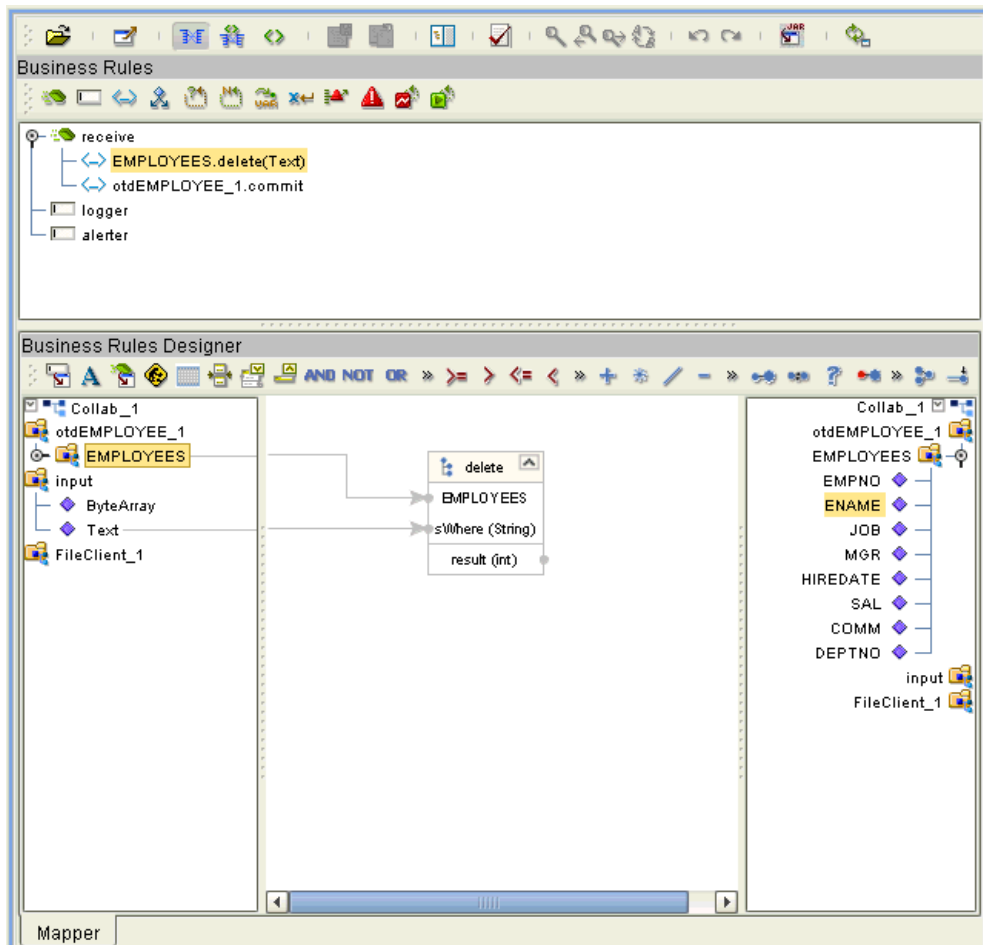 JAR
Business Rules
receive
EMPLOYEES.delete(Text)
otdEMPLOYEE_1.commit
logger
alerter
Business Rules Designer
A AND NOT OR » >= > <= < » + * / - » ? »
Collab_1
otdEMPLOYEE_1
EMPLOYEES
input
ByteArray
Text
FileClient_1
delete
EMPLOYEES
sWhere (String)
result (int)
Collab_1
otdEMPLOYEE_1
EMPLOYEES
EMPNO
ENAME
JOB
MGR
HIREDATE
SAL
COMM
DEPTNO
input
FileClient_1
Mapper